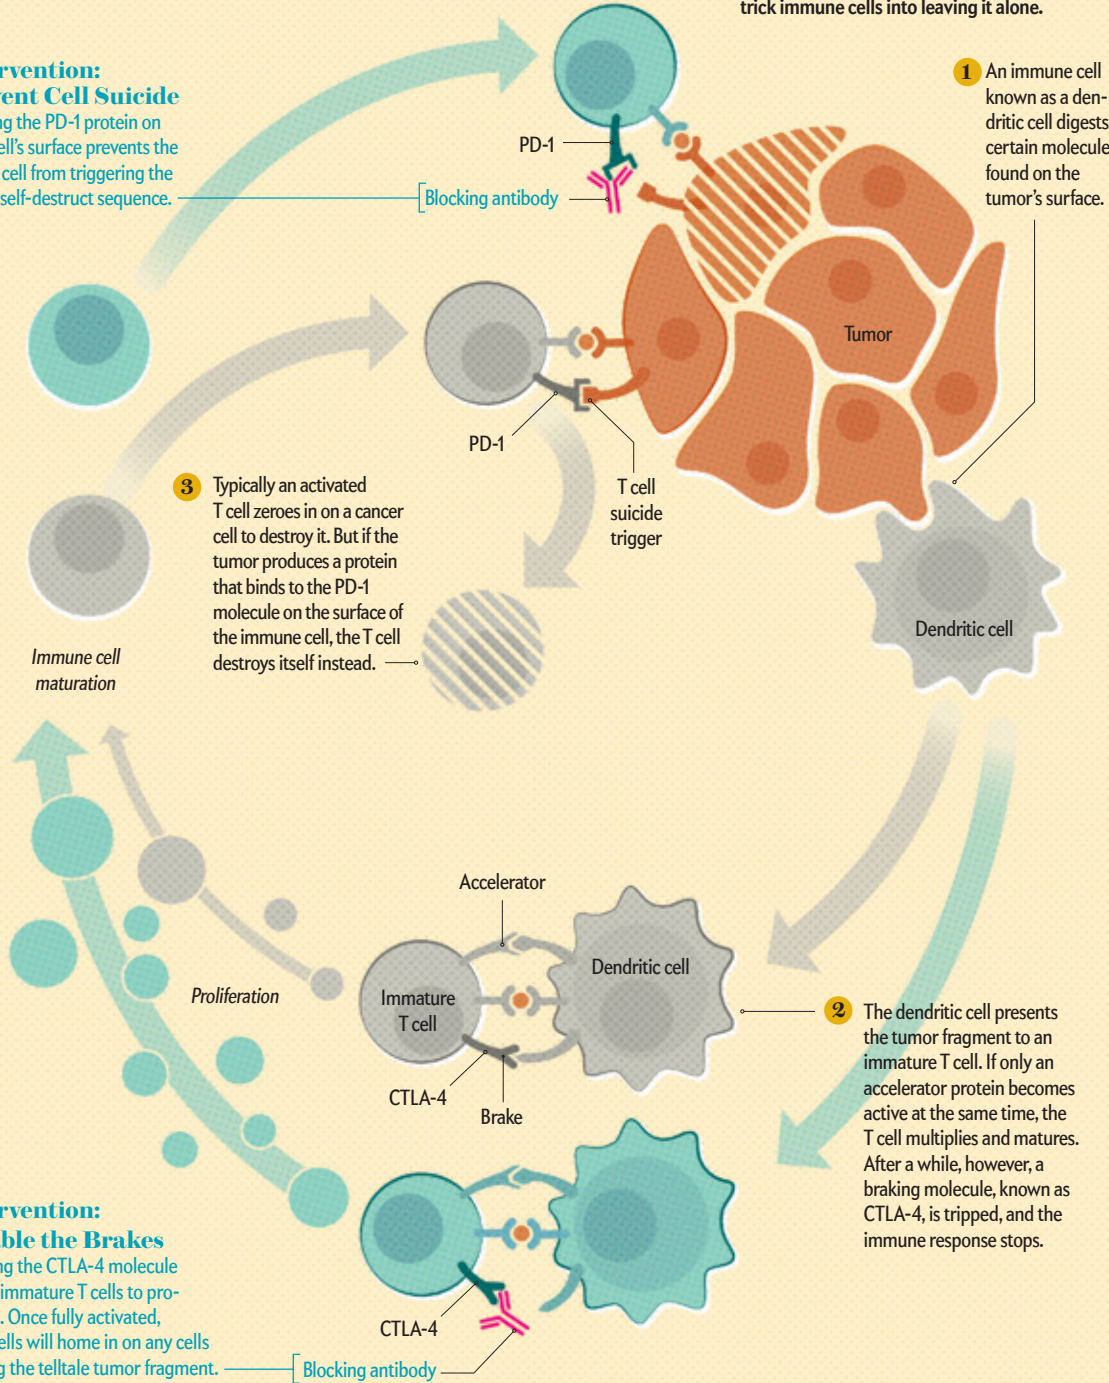 trick immune cells into leaving it alone.
rvention:
vent Cell Suicide
ng the PD-1 protein on
cell's surface prevents the
cell from triggering the
self-destruct sequence.
PD-1
Blocking antibody
1 An immune cell
known as a den-
dritic cell digests
certain molecule
found on the
tumor's surface.
Tumor
PD-1
T cell
suicide
trigger
3 Typically an activated
T cell zeroes in on a cancer
cell to destroy it. But if the
tumor produces a protein
that binds to the PD-1
molecule on the surface of
the immune cell, the T cell
destroys itself instead.
Dendritic cell
Immune cell
maturation
Accelerator
Dendritic cell
Immature
T cell
Proliferation
CTLA-4
Brake
2 The dendritic cell presents
the tumor fragment to an
immature T cell. If only an
accelerator protein becomes
active at the same time, the
T cell multiplies and matures.
After a while, however, a
braking molecule, known as
CTLA-4, is tripped, and the
immune response stops.
rvention:
ble the Brakes
ng the CTLA-4 molecule
immature T cells to pro-
. Once fully activated,
cells will home in on any cells
g the telltale tumor fragment.
CTLA-4
Blocking antibody